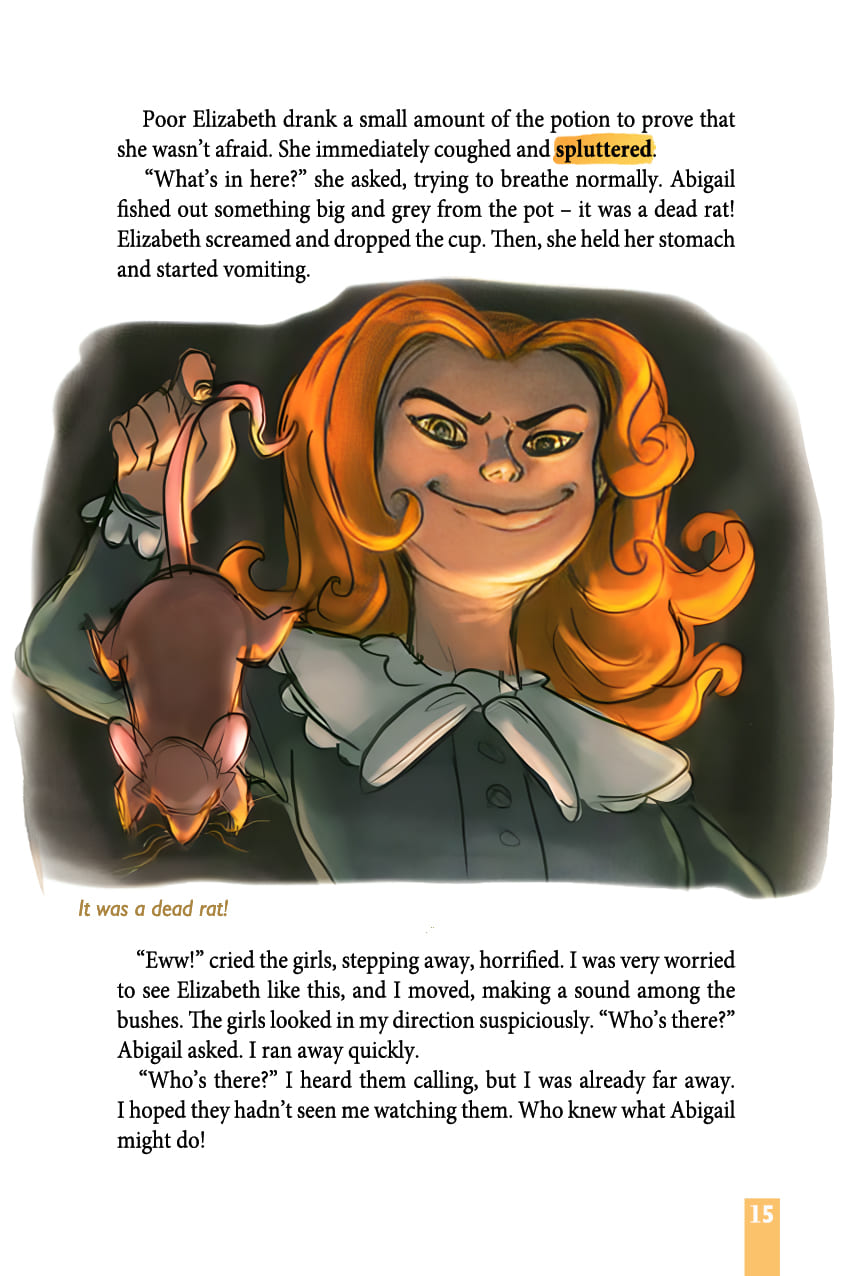 Poor Elizabeth drank a small amount of the potion to prove that
she wasn’t afraid. She immediately coughed and spluttered.
“What’s in here?” she asked, trying to breathe normally. Abigail
fished out something big and grey from the pot – it was a dead rat!
Elizabeth screamed and dropped the cup. Then, she held her stomach
and started vomiting.
It was a dead rat!
“Eww!” cried the girls, stepping away, horrified. I was very worried
to see Elizabeth like this, and I moved, making a sound among the
bushes. The girls looked in my direction suspiciously. “Who’s there?”
Abigail asked. I ran away quickly.
“Who’s there?” I heard them calling, but I was already far away.
I hoped they hadn’t seen me watching them. Who knew what Abigail
might do!
15